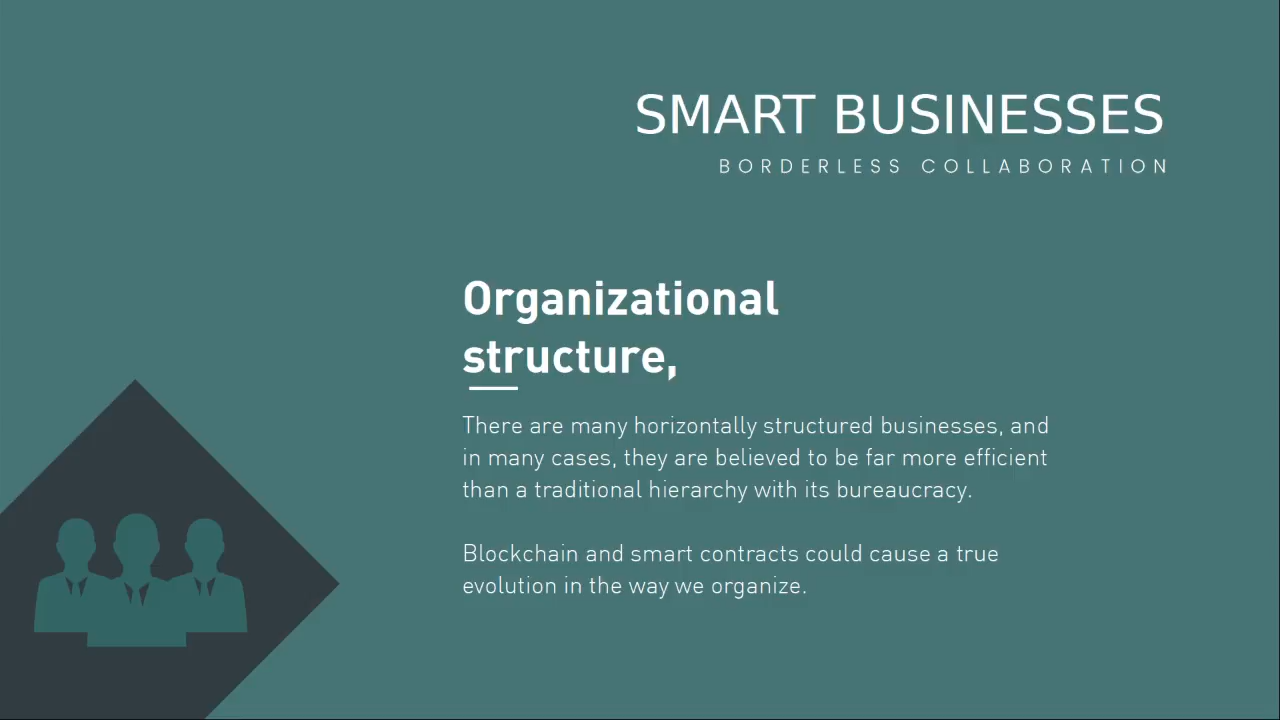 SMART BUSINESSES
BORDERLESS COLLABORATION
Organizational
structure,
There are many horizontally structured businesses, and
in many cases, they are believed to be far more efficient
than a traditional hierarchy with its bureaucracy.
Blockchain and smart contracts could cause a true
evolution in the way we organize.